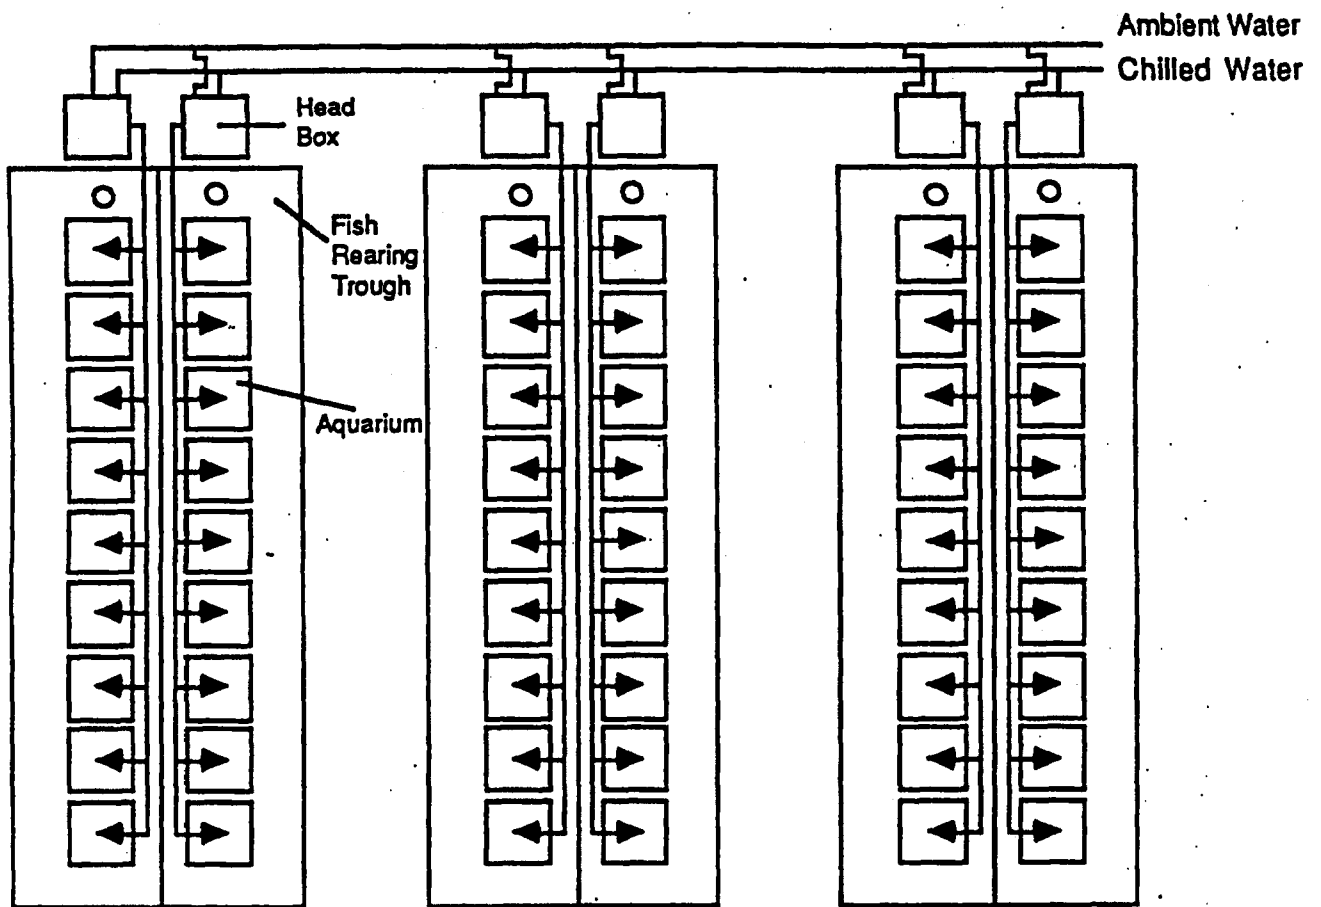 Ambient Water
Chilled Water
Head
Box
Fish
Rearing
Trough
Aquarium